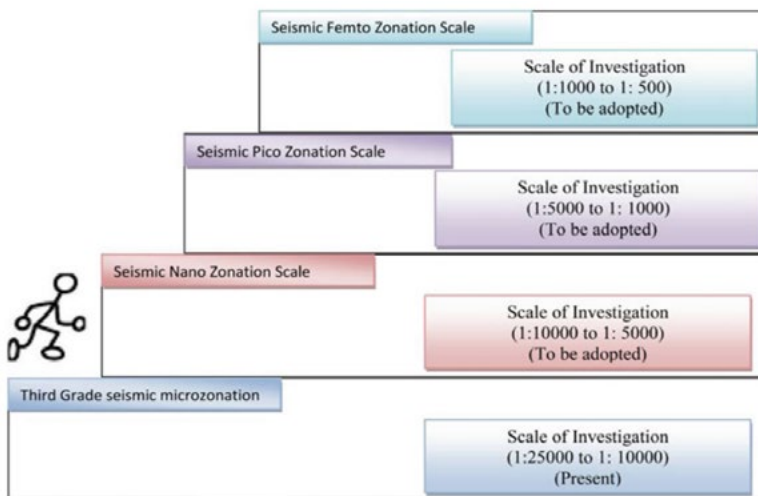 Seismic Femto Zonation Scale
Scale of Investigation
(1:1000 to 1: 500)
(To be adopted)
Seismic Pico Zonation Scale
Scale of Investigation
(1:5000 to 1: 1000)
(To be adopted)
Seismic Nano Zonation Scale
Scale of Investigation
(1:10000 to 1: 5000)
(To be adopted)
Third Grade seismic microzonation
Scale of Investigation
(1:25000 to 1: 10000)
(Present)